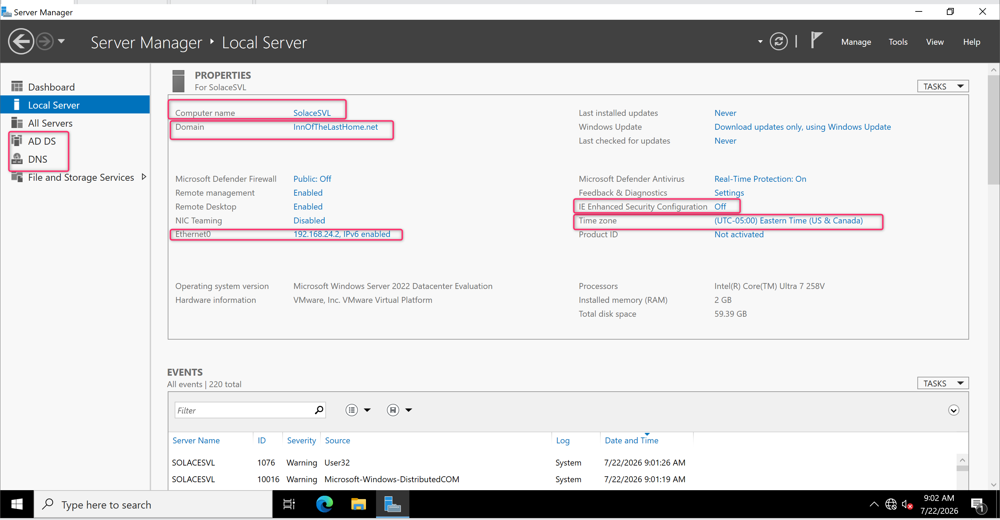 Server Manager
Server Manager Local Server
Manage Tools View Help
Dashboard
Local Server
All Servers
AD DS
DNS
File and Storage Services
PROPERTIES
For SolaceSVL
TASKS
Computer name SolaceSVL
Domain InnOfTheLastHome.net
Last installed updates Never
Windows Update Download updates only, using Windows Update
Last checked for updates Never
Microsoft Defender Firewall Public: Off
Remote management Enabled
Remote Desktop Enabled
NIC Teaming Disabled
Ethernet0 192.168.24.2, IPv6 enabled
Microsoft Defender Antivirus Real-Time Protection: On
Feedback & Diagnostics Settings
IE Enhanced Security Configuration Off
Time zone (UTC-05:00) Eastern Time (US & Canada)
Product ID Not activated
Operating system version Microsoft Windows Server 2022 Datacenter Evaluation
Hardware information VMware, Inc. VMware Virtual Platform
Processors Intel(R) Core(TM) Ultra 7 258V
Installed memory (RAM) 2 GB
Total disk space 59.39 GB
EVENTS
All events | 220 total
TASKS
Filter
Server Name ID Severity Source Log Date and Time
SOLACESVL 1076 Warning User32 System 7/22/2026 9:01:26 AM
SOLACESVL 10016 Warning Microsoft-Windows-DistributedCOM System 7/22/2026 9:01:19 AM
Type here to search
9:02 AM
7/22/2026
1